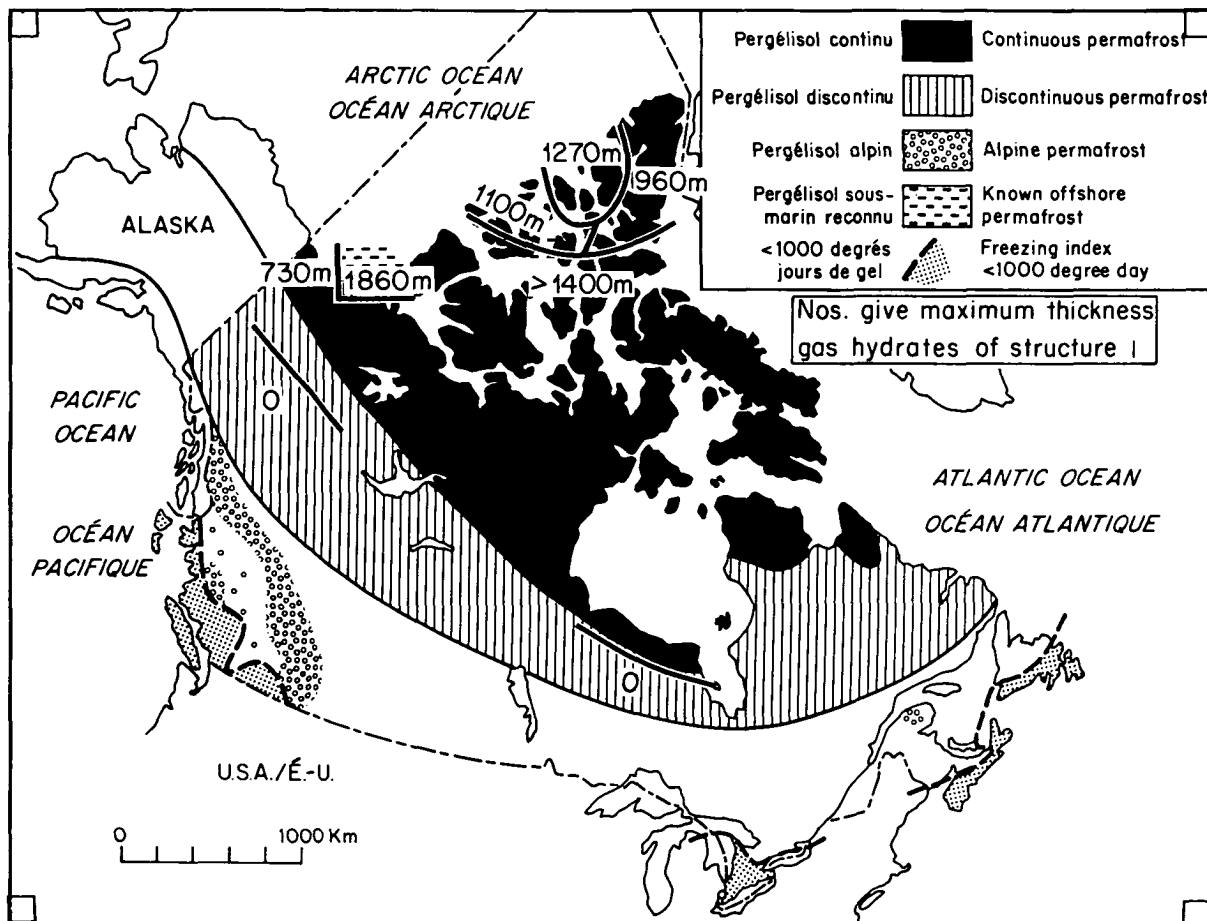 Pergélisol continu
Continuous permafrost
Pergélisol discontinu
Discontinuous permafrost
Pergélisol alpin
Alpine permafrost
Pergélisol sous-
marin reconnu
Known offshore
permafrost
<1000 degrés
jours de gel
Freezing index
<1000 degree day
Nos. give maximum thickness
gas hydrates of structure I
ARCTIC OCEAN
OCÉAN ARCTIQUE
1270m
960m
1100m
ALASKA
730m
1860m
>1400m
PACIFIC
OCEAN
O
ATLANTIC OCEAN
OCÉAN ATLANTIQUE
OCÉAN
PACIFIQUE
O
U.S.A./É.-U.
0 1000 Km